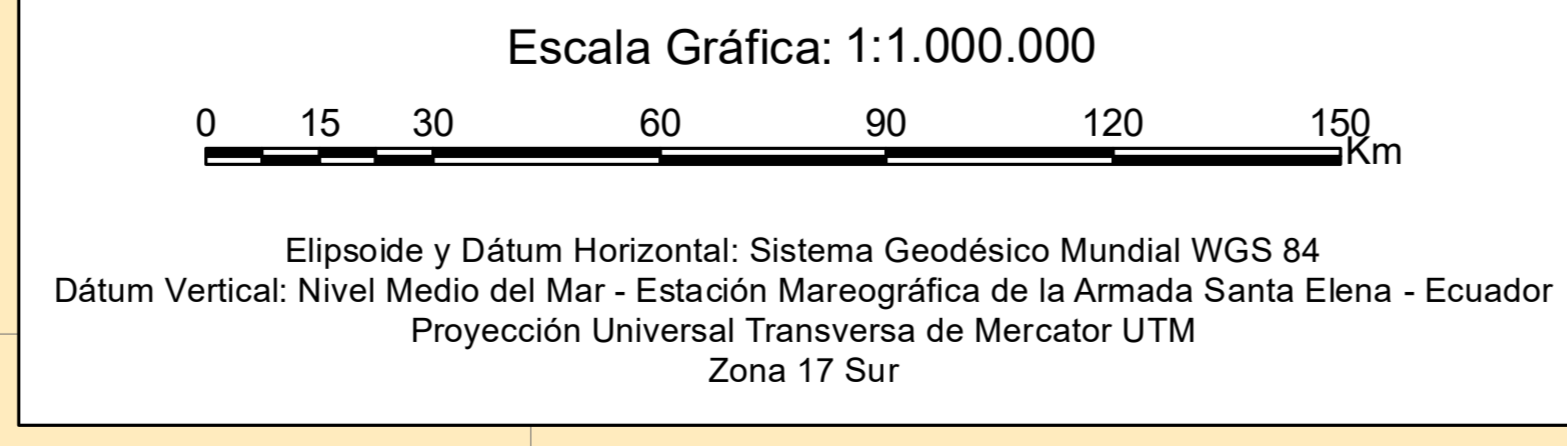 Escala Gráfica: 1:1.000.000
0 15 30 60 90 120 150
Km
Elipsoide y Dátum Horizontal: Sistema Geodésico Mundial WGS 84
Dátum Vertical: Nivel Medio del Mar - Estación Mareográfica de la Armada Santa Elena - Ecuador
Proyección Universal Transversa de Mercator UTM
Zona 17 Sur